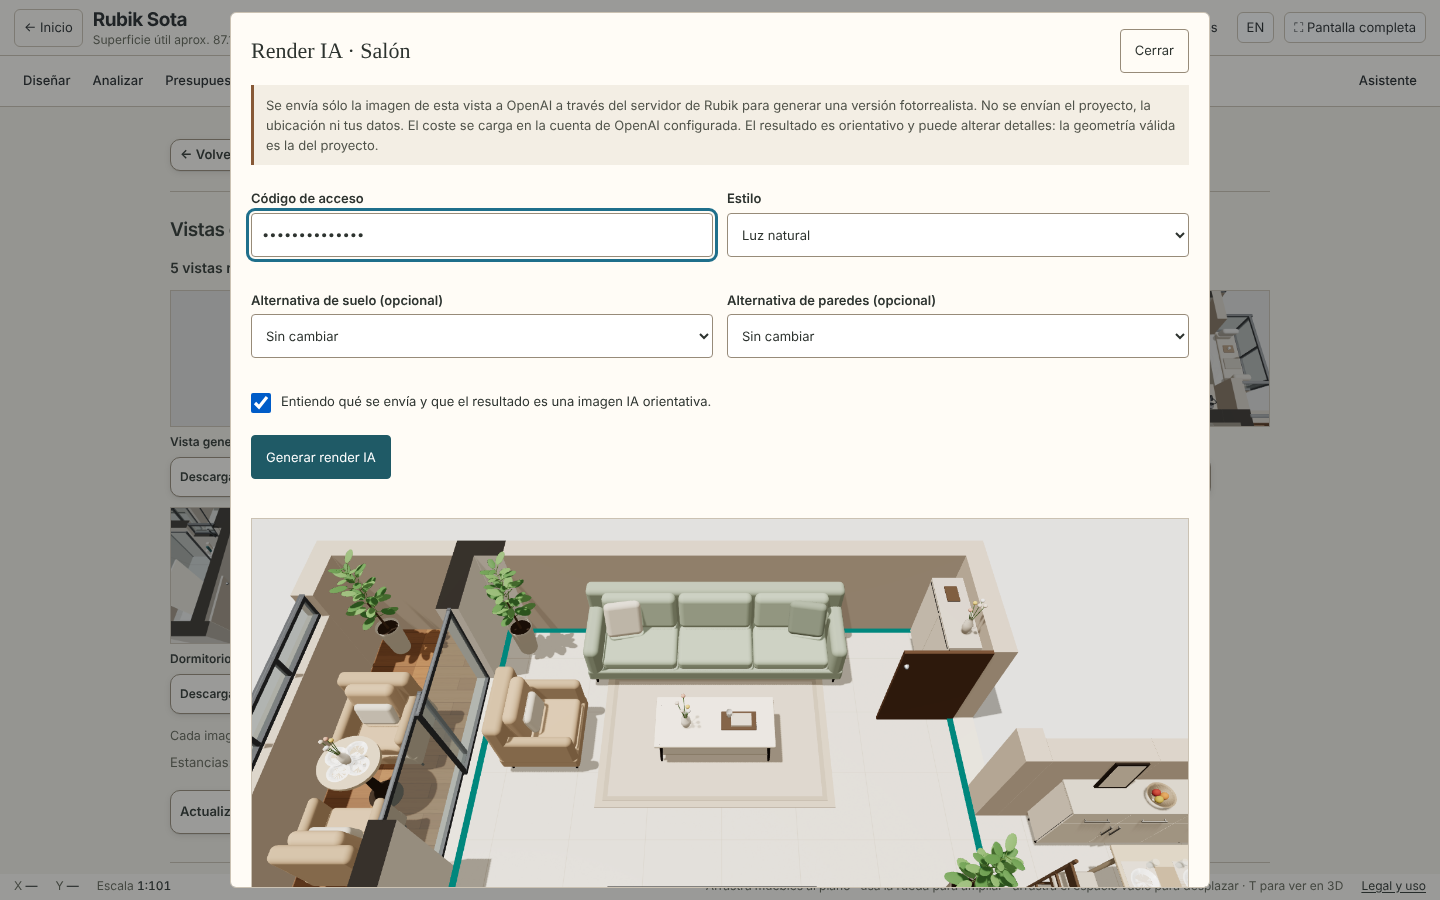 ← Inicio
Rubik Sota
Superficie útil aprox. 87.
EN
Pantalla completa
Diseñar
Analizar
Presupues
Asistente
← Volve
Vistas
5 vistas
Vista gene
Descarga
Dormitorio
Descarga
Cada imag
Estancias
Actualiz
Render IA · Salón
Cerrar
Se envía sólo la imagen de esta vista a OpenAI a través del servidor de Rubik para generar una versión fotorrealista. No se envían el proyecto, la
ubicación ni tus datos. El coste se carga en la cuenta de OpenAI configurada. El resultado es orientativo y puede alterar detalles: la geometría válida
es la del proyecto.
Código de acceso
••••••••••••••
Estilo
Luz natural
Alternativa de suelo (opcional)
Sin cambiar
Alternativa de paredes (opcional)
Sin cambiar
Entiendo qué se envía y que el resultado es una imagen IA orientativa.
Generar render IA
X —
Y —
Escala 1:101
· T para ver en 3D
Legal y uso